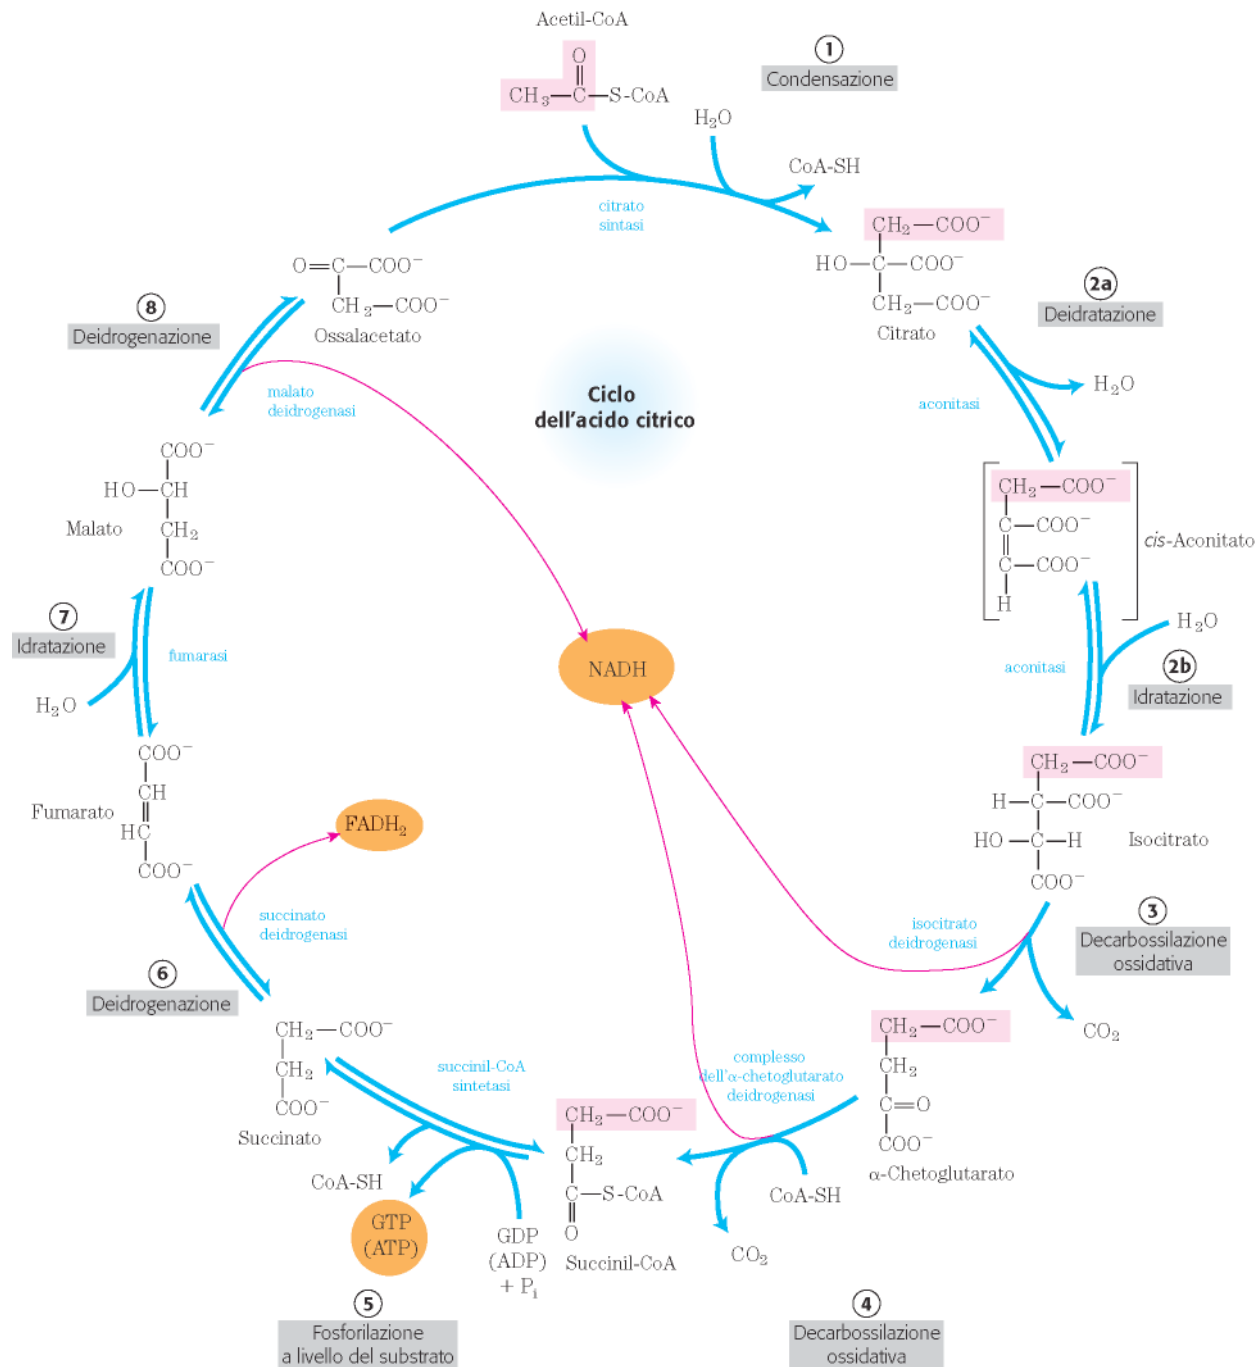 Acetil-CoA
O
CH₃—C—S-CoA
1
Condensazione
H₂O
CoA-SH
citrato
sintasi
CH₂—COO⁻
HO—C—COO⁻
CH₂—COO⁻
Citrato
2a
Deidratazione
H₂O
aconitasi
CH₂—COO⁻
C—COO⁻
C—COO⁻
H
cis-Aconitato
H₂O
aconitasi
2b
Idratazione
CH₂—COO⁻
H—C—COO⁻
HO—C—H
COO⁻
Isocitrato
3
Decarbossilazione
ossidativa
isocitrato
deidrogenasi
CO₂
CH₂—COO⁻
CH₂
C=O
COO⁻
α-Chetoglutarato
complesso
dell'α-chetoglutarato
deidrogenasi
CoA-SH
CO₂
4
Decarbossilazione
ossidativa
CH₂—COO⁻
CH₂
C—S-CoA
O
Succinil-CoA
succinil-CoA
sintetasi
GDP
(ADP)
+ Pᵢ
GTP
(ATP)
CoA-SH
5
Fosforilazione
a livello del substrato
CH₂—COO⁻
CH₂
COO⁻
Succinato
6
Deidrogenazione
succinato
deidrogenasi
FADH₂
COO⁻
CH
HC
COO⁻
Fumarato
7
Idratazione
H₂O
fumarasi
COO⁻
HO—CH
CH₂
COO⁻
Malato
8
Deidrogenazione
malato
deidrogenasi
O=C—COO⁻
CH₂—COO⁻
Ossalacetato
Ciclo
dell'acido citrico
NADH